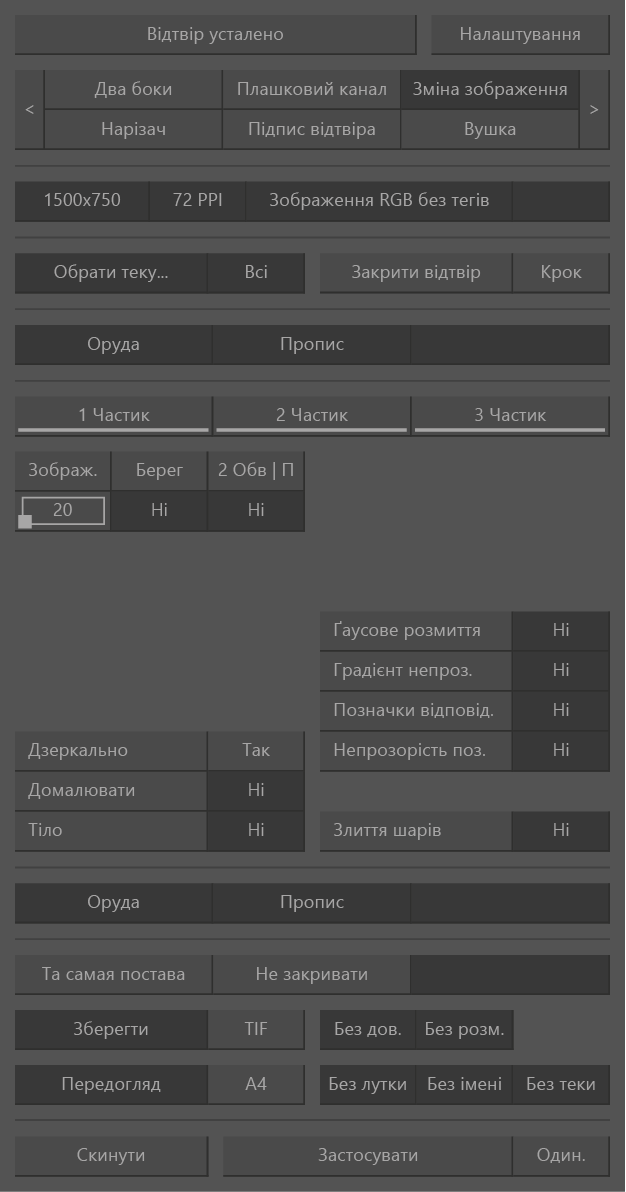 Відтвір усталено Налаштування
< Два боки Плашковий канал Зміна зображення >
Нарізач Підпис відтвіра Вушка
1500x750 72 PPI Зображення RGB без тегів
Обрати теку... Всі Закрити відтвір Крок
Оруда Пропис
1 Частик 2 Частик 3 Частик
Зображ. Берег 2 Обв | П
20 Ні Ні
Ґаусове розмиття Ні
Градієнт непроз. Ні
Позначки відповід. Ні
Дзеркально Так Непрозорість поз. Ні
Домалювати Ні
Тіло Ні Злиття шарів Ні
Оруда Пропис
Та самая постава Не закривати
Зберегти TIF Без дов. Без розм.
Передогляд A4 Без лутки Без імені Без теки
Скинути Застосувати Один.